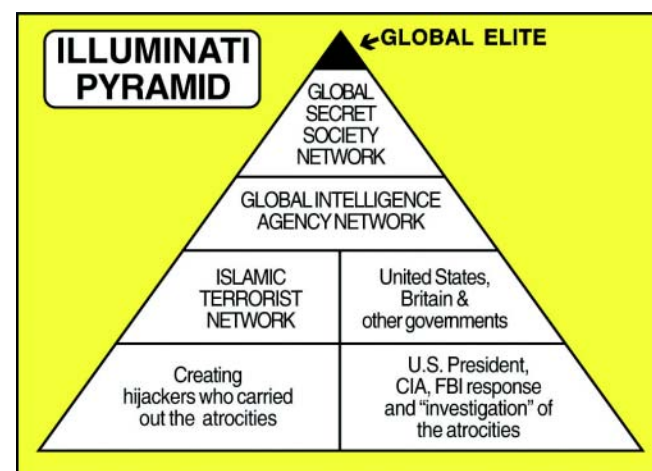 ILLUMINATI
PYRAMID
GLOBAL ELITE
GLOBAL
SECRET
SOCIETY
NETWORK
GLOBAL INTELLIGENCE
AGENCY NETWORK
ISLAMIC
TERRORIST
NETWORK
United States,
Britain &
other governments
Creating
hijackers who carried
out the atrocities
U.S. President,
CIA, FBI response
and "investigation" of
the atrocities